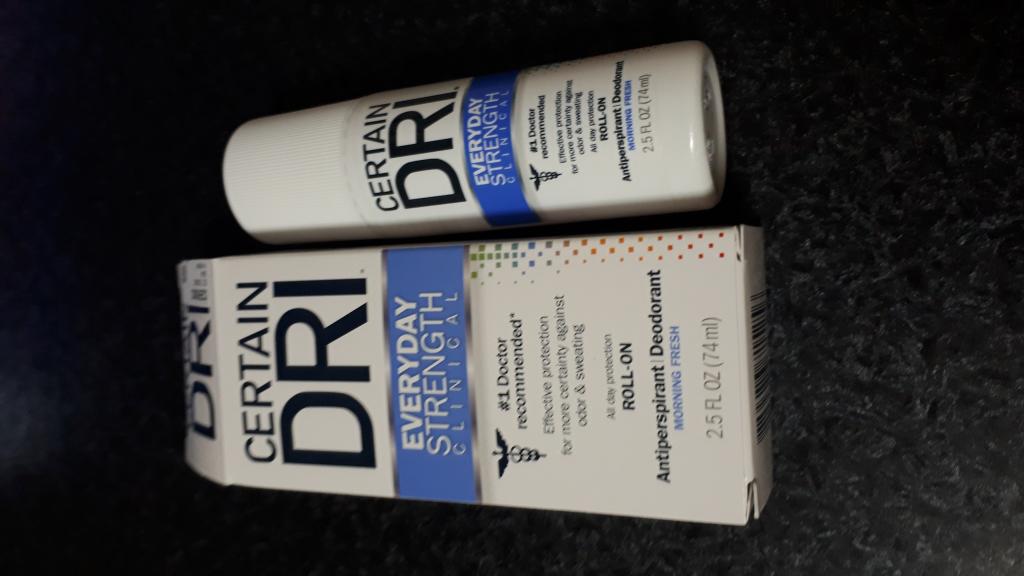 CERTAIN
DRI.
EVERYDAY
STRENGTH
CLINICAL
#1 Doctor
recommended
Effective protection
for more certainty against
odor & sweating
All day protection
ROLL-ON
Antiperspirant|Deodorant
MORNING FRESH
2.5 FL OZ (74ml)
DRI
CERTAIN
DRI.
EVERYDAY
STRENGTH
CLINICAL
#1 Doctor
recommended*
Effective protection
for more certainty against
odor & sweating
All day protection
ROLL-ON
Antiperspirant|Deodorant
MORNING FRESH
2.5 FL OZ (74ml)